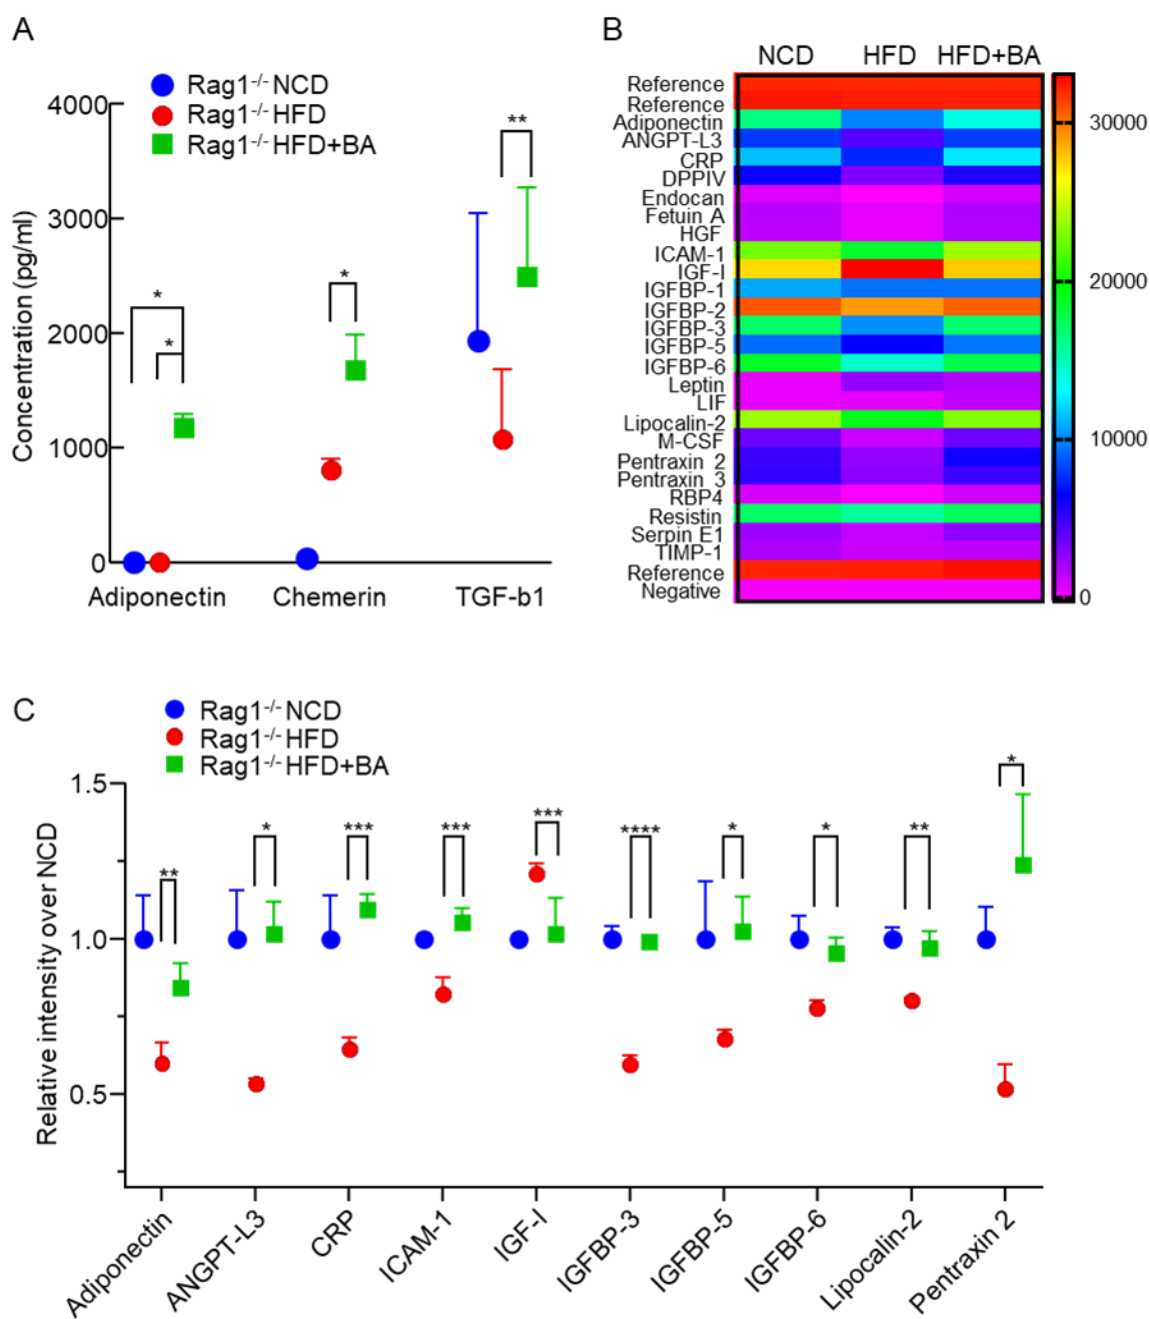 A
Rag1-/- NCD
Rag1-/- HFD
Rag1-/- HFD+BA
Concentration (pg/ml)
4000
3000
2000
1000
0
*
*
*
**
Adiponectin Chemerin TGF-b1
B
NCD HFD HFD+BA
Reference
Reference
Adiponectin
ANGPT-L3
CRP
DPPIV
Endocan
Fetuin A
HGF
ICAM-1
IGF-I
IGFBP-1
IGFBP-2
IGFBP-3
IGFBP-5
IGFBP-6
Leptin
LIF
Lipocalin-2
M-CSF
Pentraxin 2
Pentraxin 3
RBP4
Resistin
Serpin E1
TIMP-1
Reference
Negative
30000
20000
10000
0
C
Rag1-/- NCD
Rag1-/- HFD
Rag1-/- HFD+BA
Relative intensity over NCD
1.5
1.0
0.5
** * *** *** *** **** * * ** *
Adiponectin
ANGPT-L3
CRP
ICAM-1
IGF-I
IGFBP-3
IGFBP-5
IGFBP-6
Lipocalin-2
Pentraxin 2